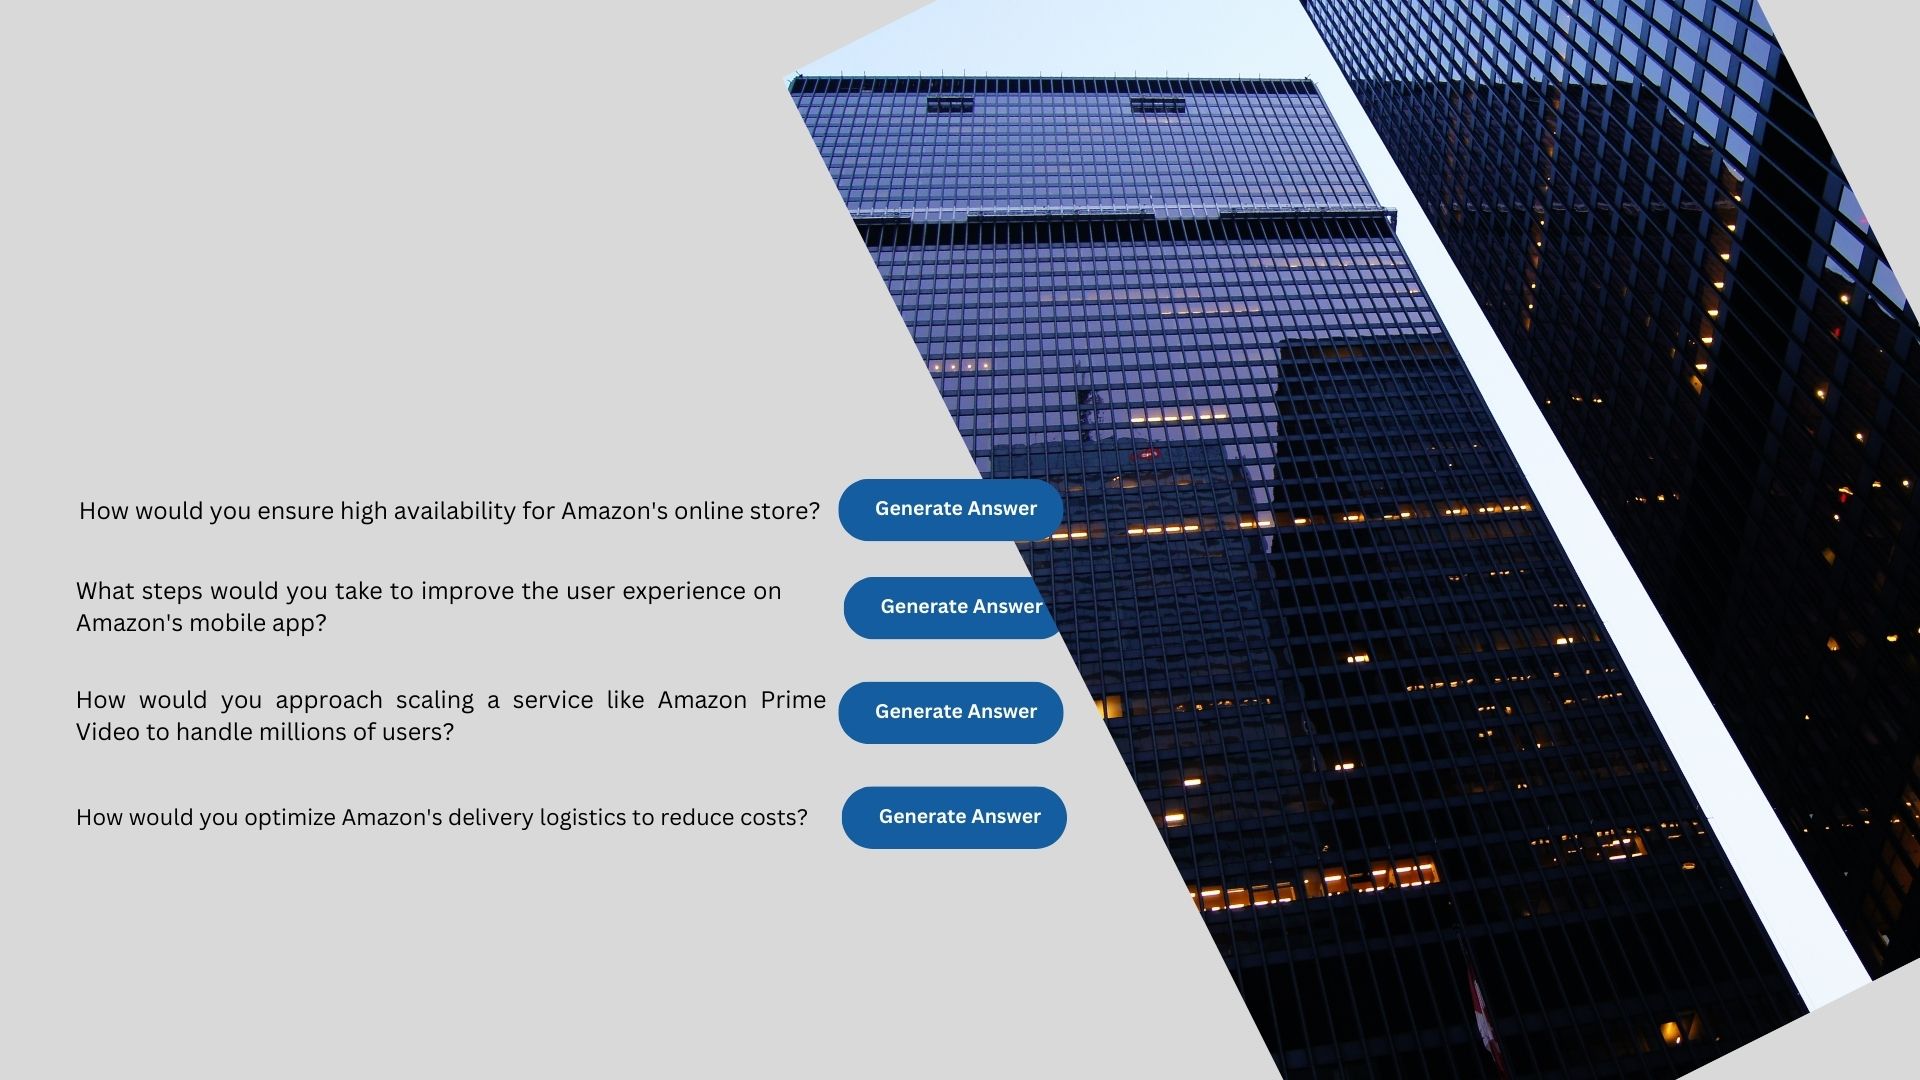 How would you ensure high availability for Amazon's online store?
Generate Answer
What steps would you take to improve the user experience on
Amazon's mobile app?
Generate Answer
How would you approach scaling a service like Amazon Prime
Video to handle millions of users?
Generate Answer
How would you optimize Amazon's delivery logistics to reduce costs?
Generate Answer